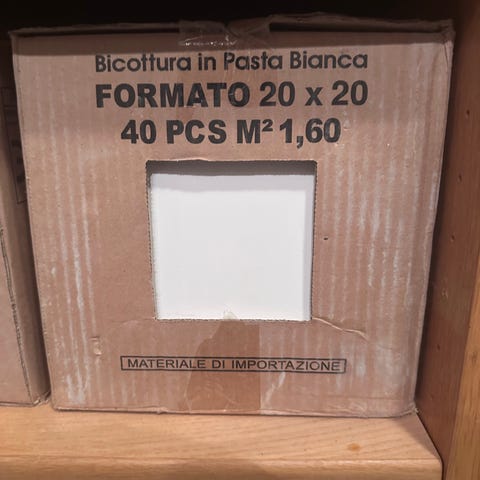 Bicottura in Pasta Bianca
FORMATO 20 x 20
40 PCS M² 1,60
MATERIALE DI IMPORTAZIONE